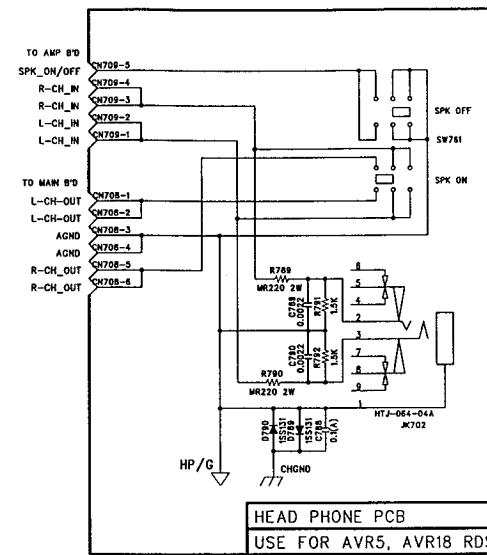 TO AMP B'D
CN709-5
SPK_ON/OFF
CN709-4
R-CH_IN
CN709-3
R-CH_IN
CN709-2
L-CH_IN
CN709-1
L-CH_IN
SPK OFF
SW761
SPK ON
TO MAIN B'D
CN708-1
L-CH-OUT
CN708-2
L-CH-OUT
CN708-3
AGND
CN708-4
AGND
CN708-5
R-CH_OUT
CN708-6
R-CH_OUT
R789
MR220 2W
C789
0.0022
R791
1.5K
6
5
4
2
3
C790
0.0022
R792
1.5K
7
8
9
1
R790
MR220 2W
HTJ-064-04A
JK702
D790
1SS131
D789
1SS131
C788
0.1(A)
HP/G
CHGND
HEAD PHONE PCB
USE FOR AVR5, AVR18 RDS